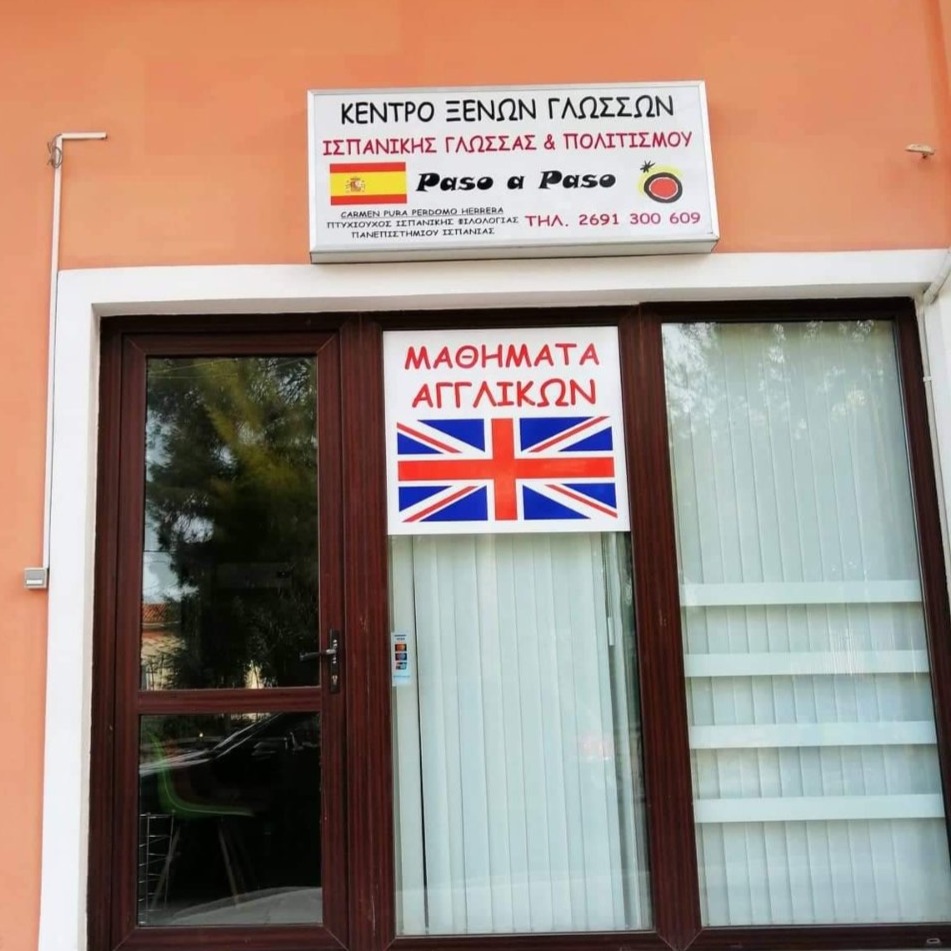 ΚΕΝΤΡΟ ΞΕΝΩΝ ΓΛΩΣΣΩΝ
ΙΣΠΑΝΙΚΗΣ ΓΛΩΣΣΑΣ & ΠΟΛΙΤΙΣΜΟΥ
Paso a Paso
CARMEN PURA PERDOMO HERRERA
ΠΤΥΧΙΟΥΧΟΣ ΙΣΠΑΝΙΚΗΣ ΦΙΛΟΛΟΓΙΑΣ
ΠΑΝΕΠΙΣΤΗΜΙΟΥ ΙΣΠΑΝΙΑΣ
ΤΗΛ. 2691 300 609
ΜΑΘΗΜΑΤΑ
ΑΓΓΛΙΚΩΝ